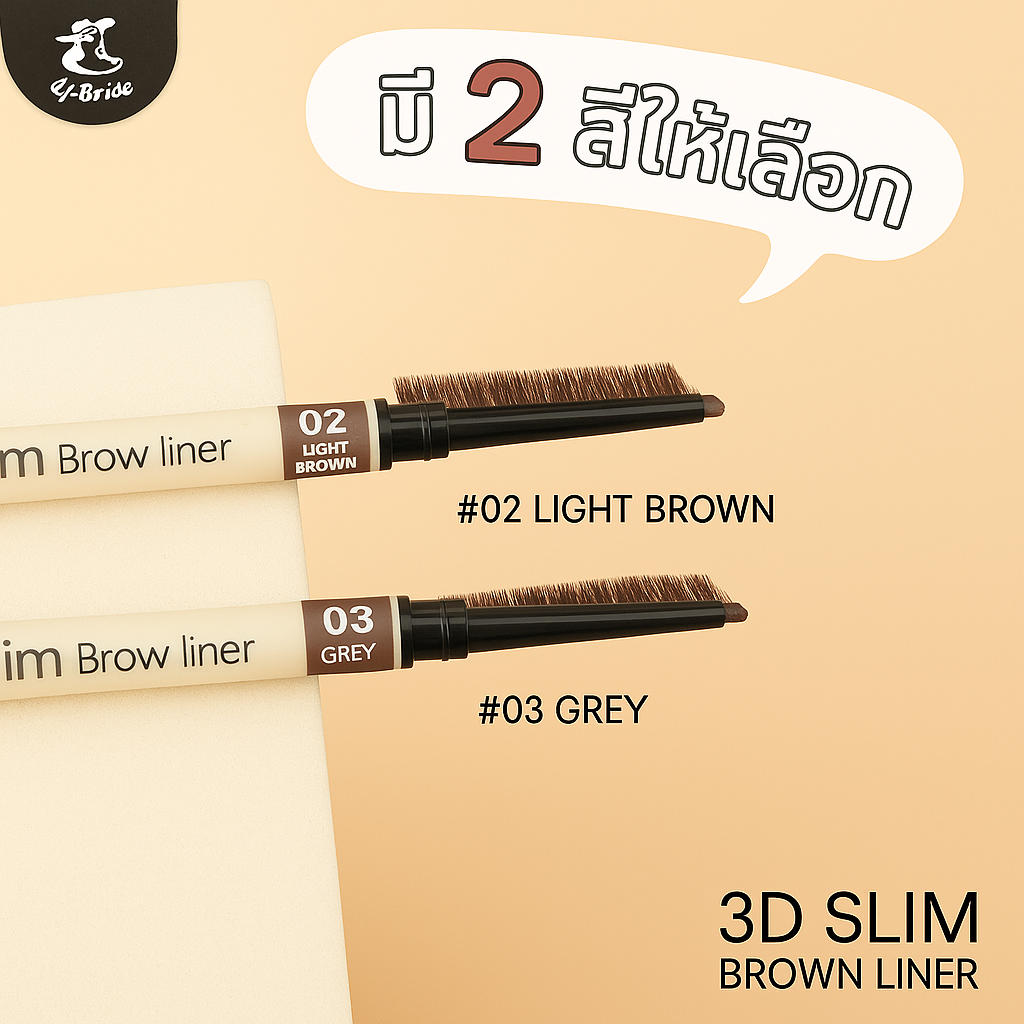 Y-Bride
มี 2 สีให้เลือก
02
LIGHT
BROWN
m Brow liner
#02 LIGHT BROWN
03
GREY
im Brow liner
#03 GREY
3D SLIM
BROWN LINER